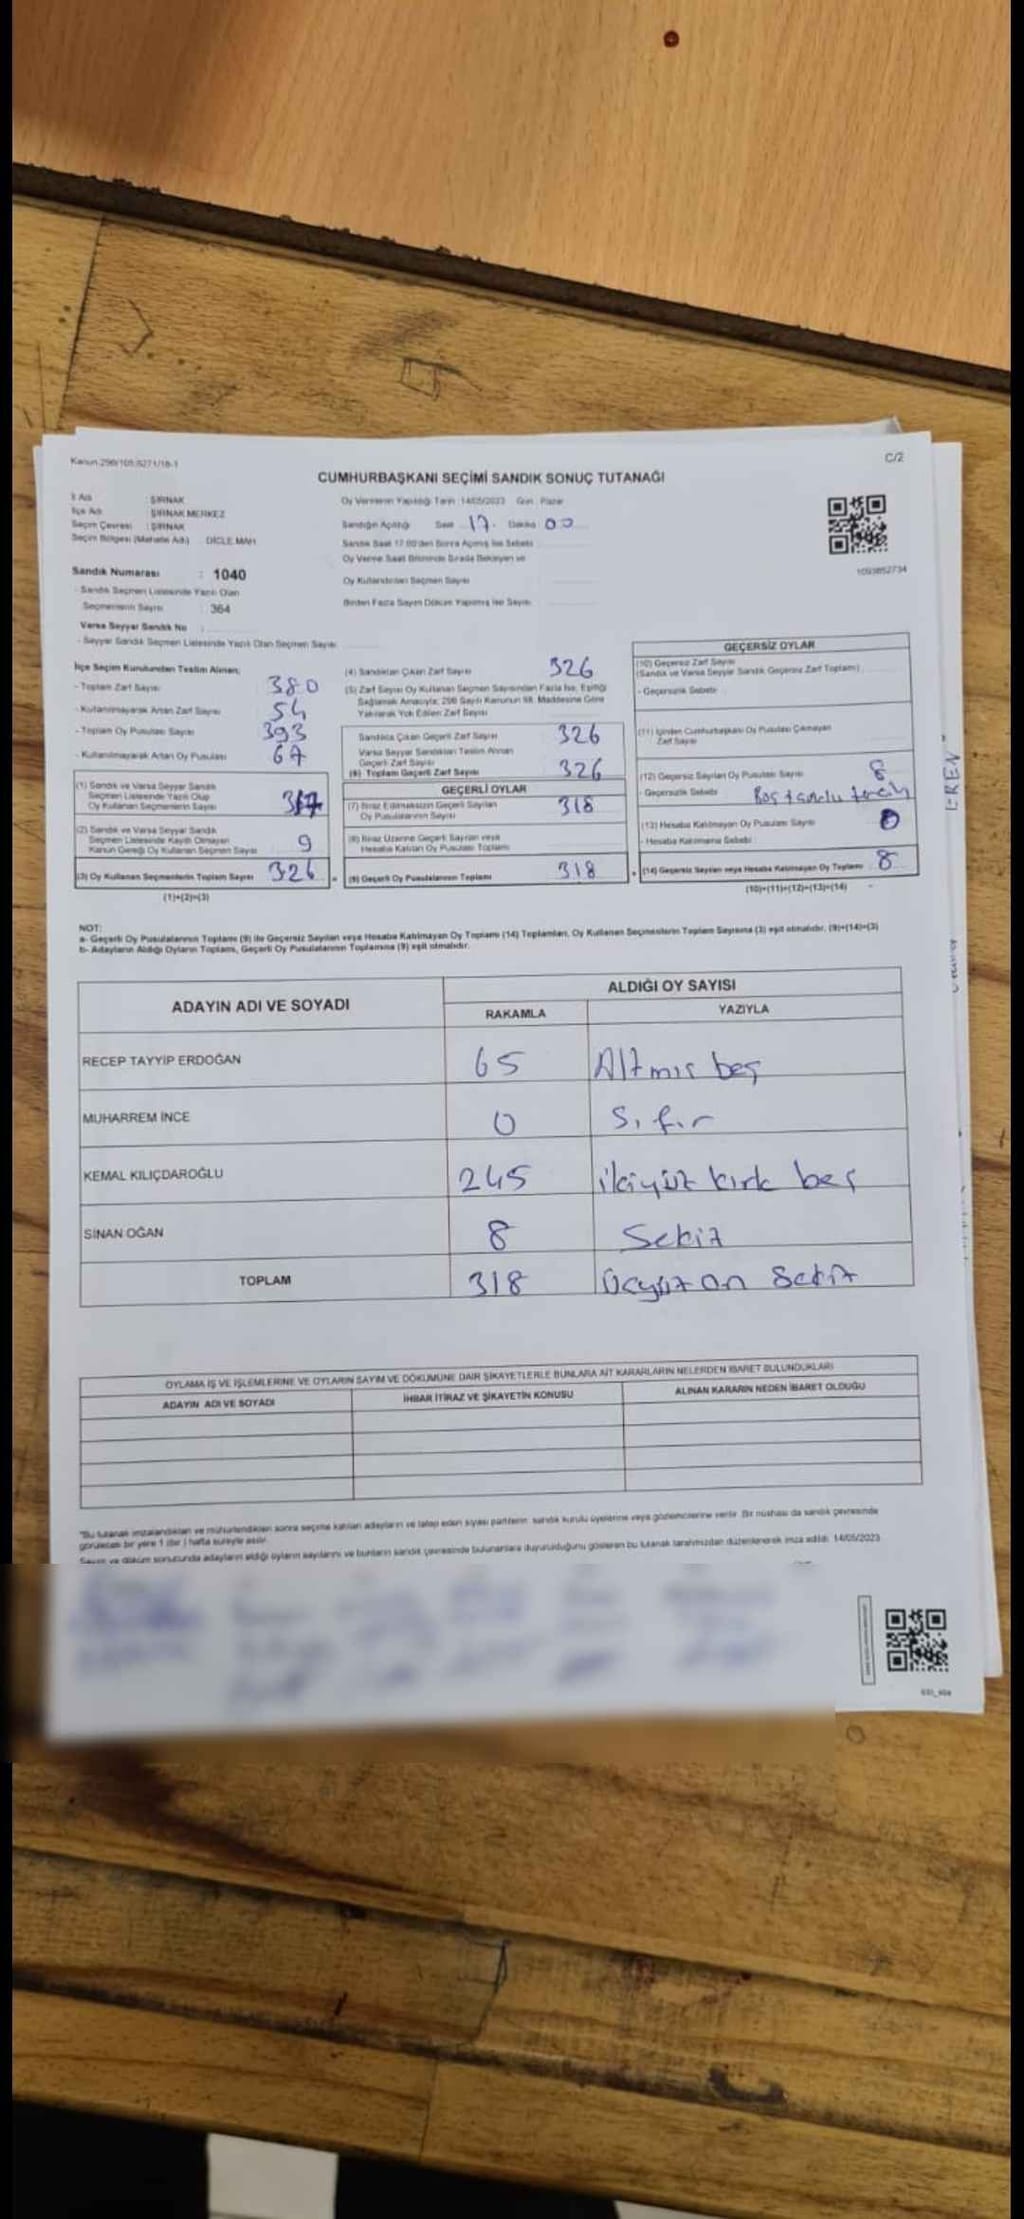 Kanun:298/105;6271/18-1
C/2
CUMHURBAŞKANI SEÇİMİ SANDIK SONUÇ TUTANAĞI
İl Adı : ŞIRNAK
İlçe Adı : ŞIRNAK MERKEZ
Seçim Çevresi : ŞIRNAK
Seçim Bölgesi (Mahalle Adı) : DİCLE MAH
Sandık Numarası : 1040
- Sandık Seçmen Listesinde Yazılı Olan
Seçmenlerin Sayısı : 364
Varsa Seyyar Sandık No :
- Seyyar Sandık Seçmen Listesinde Yazılı Olan Seçmen Sayısı
Oy Vermenin Yapıldığı Tarih :14/05/2023 Gün : Pazar
Sandığın Açıldığı Saat 17. Dakika 00
Sandık Saat 17:00'den Sonra Açılmış İse Sebebi
Oy Verme Saati Bitiminde Sırada Bekleyen ve
Oy Kullandırılan Seçmen Sayısı
Birden Fazla Sayım Döküm Yapılmış İse Sayısı
1093852734
İlçe Seçim Kurulundan Teslim Alınan;
- Toplam Zarf Sayısı 380
- Kullanılmayarak Artan Zarf Sayısı 54
- Toplam Oy Pusulası Sayısı 393
- Kullanılmayarak Artan Oy Pusulası 67
(1) Sandık ve Varsa Seyyar Sandık
Seçmen Listesinde Yazılı Olup
Oy Kullanan Seçmenlerin Sayısı 317
(2) Sandık ve Varsa Seyyar Sandık
Seçmen Listesinde Kayıtlı Olmayan
Kanun Gereği Oy Kullanan Seçmen Sayısı 9
(3) Oy Kullanan Seçmenlerin Toplam Sayısı 326
(1)+(2)=(3)
(4) Sandıktan Çıkan Zarf Sayısı 326
(5) Zarf Sayısı Oy Kullanan Seçmen Sayısından Fazla İse, Eşitliği
Sağlamak Amacıyla; 298 Sayılı Kanunun 98. Maddesine Göre
Yakılarak Yok Edilen Zarf Sayısı
Sandıkta Çıkan Geçerli Zarf Sayısı 326
Varsa Seyyar Sandıktan Teslim Alınan
Geçerli Zarf Sayısı
(6) Toplam Geçerli Zarf Sayısı 326
GEÇERLİ OYLAR
(7) İtiraz Edilmeksizin Geçerli Sayılan
Oy Pusulalarının Sayısı 318
(8) İtiraz Üzerine Geçerli Sayılan veya
Hesaba Katılan Oy Pusulası Toplamı
(9) Geçerli Oy Pusulalarının Toplamı 318
GEÇERSİZ OYLAR
(10) Geçersiz Zarf Sayısı
(Sandık ve Varsa Seyyar Sandık Geçersiz Zarf Toplamı)
- Geçersizlik Sebebi
(11) İçinden Cumhurbaşkanı Oy Pusulası Çıkmayan
Zarf Sayısı
(12) Geçersiz Sayılan Oy Pusulası Sayısı 8
- Geçersizlik Sebebi
(13) Hesaba Katılmayan Oy Pusulası Sayısı 0
- Hesaba Katılmama Sebebi
(14) Geçersiz Sayılan veya Hesaba Katılmayan Oy Toplamı 8
(10)+(11)+(12)+(13)=(14)
NOT:
a- Geçerli Oy Pusulalarının Toplamı (9) ile Geçersiz Sayılan veya Hesaba Katılmayan Oy Toplamı (14) Toplamları, Oy Kullanan Seçmenlerin Toplam Sayısına (3) eşit olmalıdır. (9)+(14)=(3)
b- Adayların Aldığı Oyların Toplamı, Geçerli Oy Pusulalarının Toplamına (9) eşit olmalıdır.
ADAYIN ADI VE SOYADI
ALDIĞI OY SAYISI
RAKAMLA YAZIYLA
RECEP TAYYİP ERDOĞAN 65 Altmış beş
MUHARREM İNCE 0 Sıfır
KEMAL KILIÇDAROĞLU 245 ikiyüz kırk beş
SİNAN OĞAN 8 Sekiz
TOPLAM 318 Üçyüz on Sekiz
OYLAMA İŞ VE İŞLEMLERİNE VE OYLARIN SAYIM VE DÖKÜMÜNE DAİR ŞİKAYETLERLE BUNLARA AİT KARARLARIN NELERDEN İBARET BULUNDUKLARI
ADAYIN ADI VE SOYADI İHBAR İTİRAZ VE ŞİKAYETİN KONUSU ALINAN KARARIN NEDEN İBARET OLDUĞU
"Bu tutanak imzalandıktan ve mühürlendikten sonra seçime katılan adayların ve talep eden siyasi partilerin sandık kurulu üyelerine veya gözlemcilerine verilir. Bir nüshası da sandık çevresinde
görülebilen bir yere 1 (bir) hafta süreyle asılır.
Sayım ve döküm sonucunda adayların aldığı oyların sayılarını ve bunların sandık çevresinde bulunanlara duyurulduğunu gösteren bu tutanak tarafımızdan düzenlenerek imza edildi. 14/05/2023
EREN